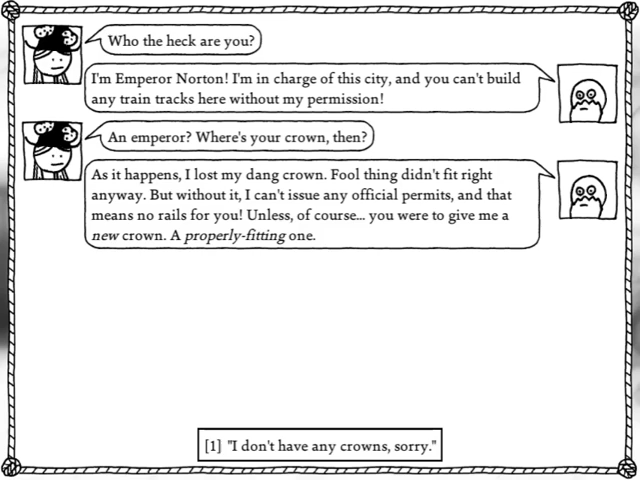 Who the heck are you?
I'm Emperor Norton! I'm in charge of this city, and you can't build
any train tracks here without my permission!
An emperor? Where's your crown, then?
As it happens, I lost my dang crown. Fool thing didn't fit right
anyway. But without it, I can't issue any official permits, and that
means no rails for you! Unless, of course... you were to give me a
new crown. A properly-fitting one.
[1] "I don't have any crowns, sorry."